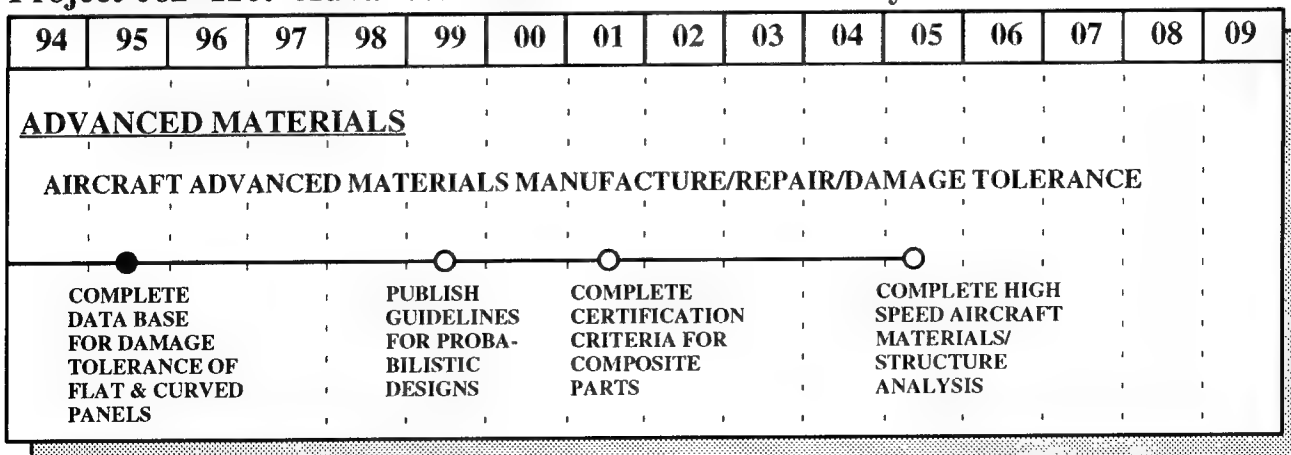 94 95 96 97 98 99 00 01 02 03 04 05 06 07 08 09
ADVANCED MATERIALS
AIRCRAFT ADVANCED MATERIALS MANUFACTURE/REPAIR/DAMAGE TOLERANCE
COMPLETE
DATA BASE
FOR DAMAGE
TOLERANCE OF
FLAT & CURVED
PANELS
PUBLISH
GUIDELINES
FOR PROBA-
BILISTIC
DESIGNS
COMPLETE
CERTIFICATION
CRITERIA FOR
COMPOSITE
PARTS
COMPLETE HIGH
SPEED AIRCRAFT
MATERIALS/
STRUCTURE
ANALYSIS